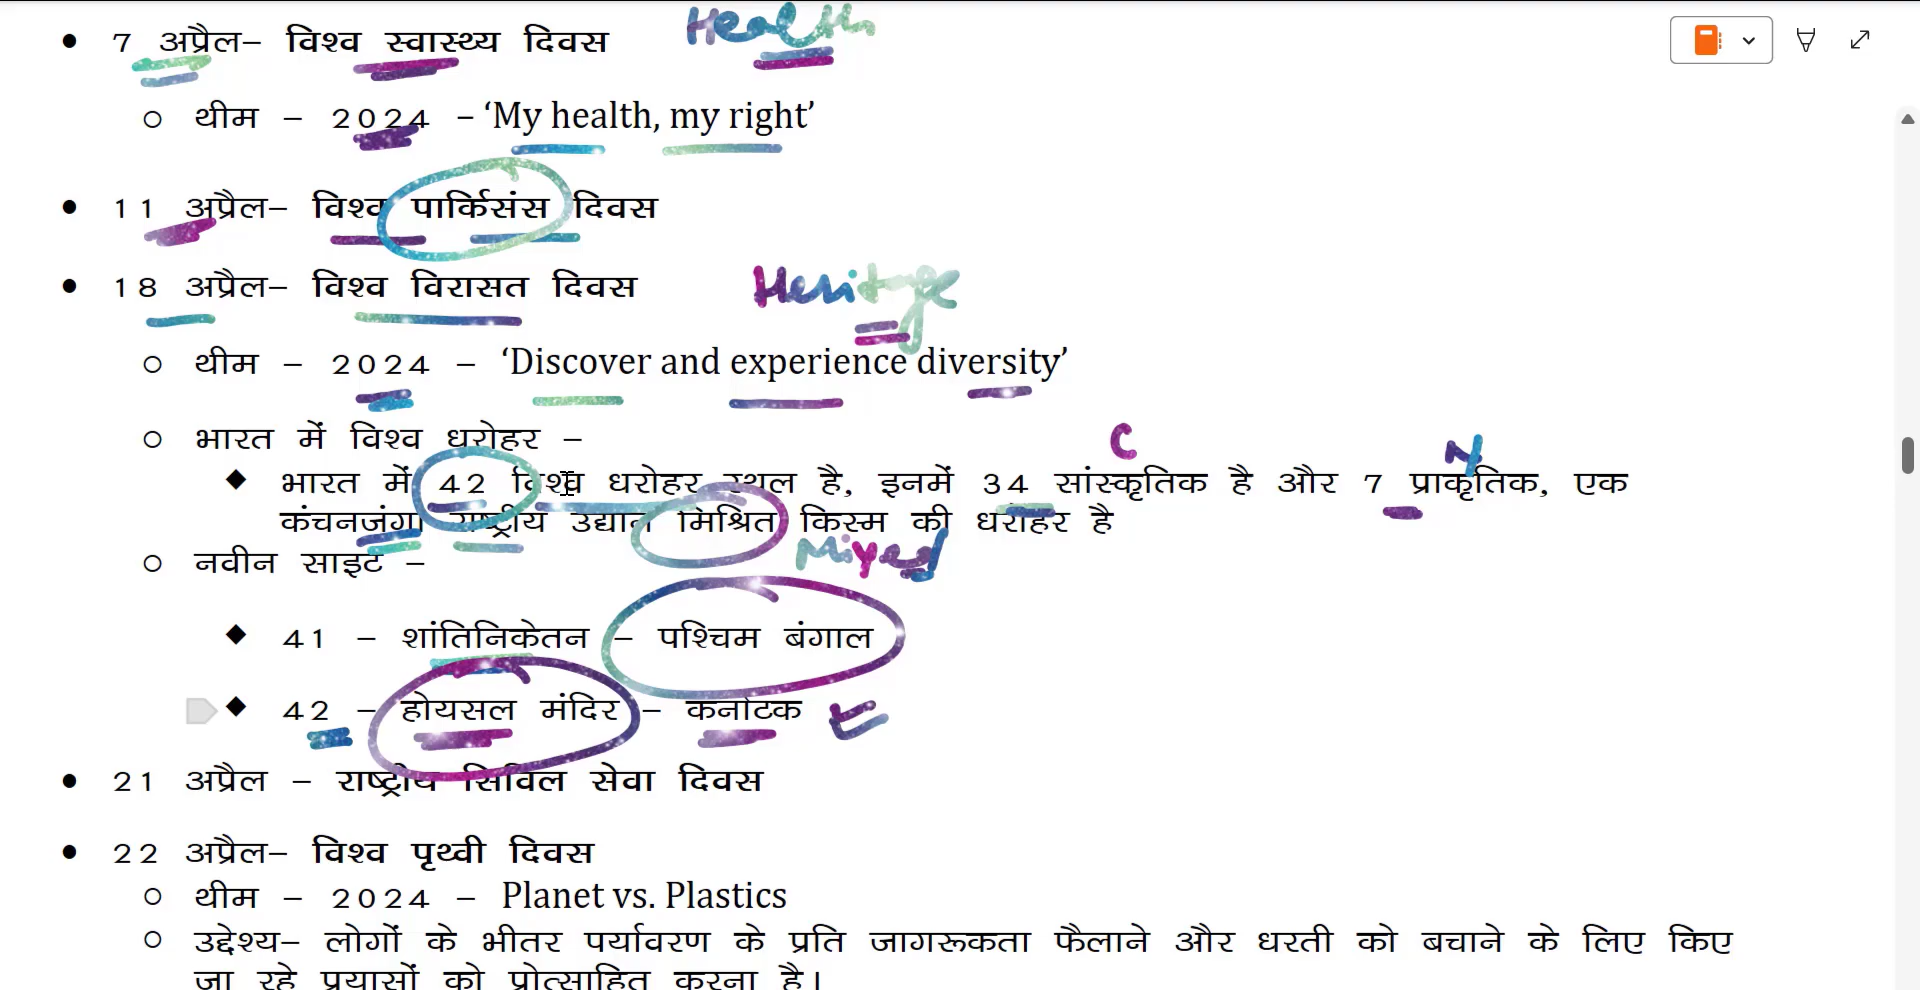 • 7 अप्रैल– विश्व स्वास्थ्य दिवस Health
○ थीम – 2024 – ‘My health, my right’
• 11 अप्रैल– विश्व पार्किसंस दिवस
• 18 अप्रैल– विश्व विरासत दिवस Heritage
○ थीम – 2024 – ‘Discover and experience diversity’
○ भारत में विश्व धरोहर –
C N
◆ भारत में 42 विश्व धरोहर स्थल है, इनमें 34 सांस्कृतिक है और 7 प्राकृतिक, एक
कंचनजंगा राष्ट्रीय उद्यान मिश्रित किस्म की धरोहर है
○ नवीन साइट – Mixed
◆ 41 – शांतिनिकेतन – पश्चिम बंगाल
◆ 42 – होयसल मंदिर – कर्नाटक
• 21 अप्रैल – राष्ट्रीय सिविल सेवा दिवस
• 22 अप्रैल– विश्व पृथ्वी दिवस
○ थीम – 2024 – Planet vs. Plastics
○ उद्देश्य– लोगों के भीतर पर्यावरण के प्रति जागरूकता फैलाने और धरती को बचाने के लिए किए
जा रहे प्रयासों को प्रोत्साहित करना है।